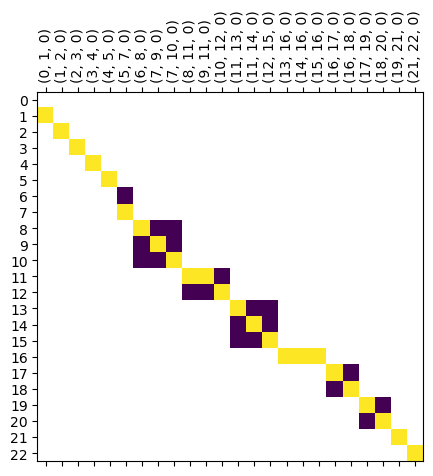 (0, 1, 0)
(1, 2, 0)
(2, 3, 0)
(3, 4, 0)
(4, 5, 0)
(5, 7, 0)
(6, 8, 0)
(7, 9, 0)
(7, 10, 0)
(8, 11, 0)
(9, 11, 0)
(10, 12, 0)
(11, 13, 0)
(11, 14, 0)
(12, 15, 0)
(13, 16, 0)
(14, 16, 0)
(15, 16, 0)
(16, 17, 0)
(16, 18, 0)
(17, 19, 0)
(18, 20, 0)
(19, 21, 0)
(21, 22, 0)
0
1
2
3
4
5
6
7
8
9
10
11
12
13
14
15
16
17
18
19
20
21
22